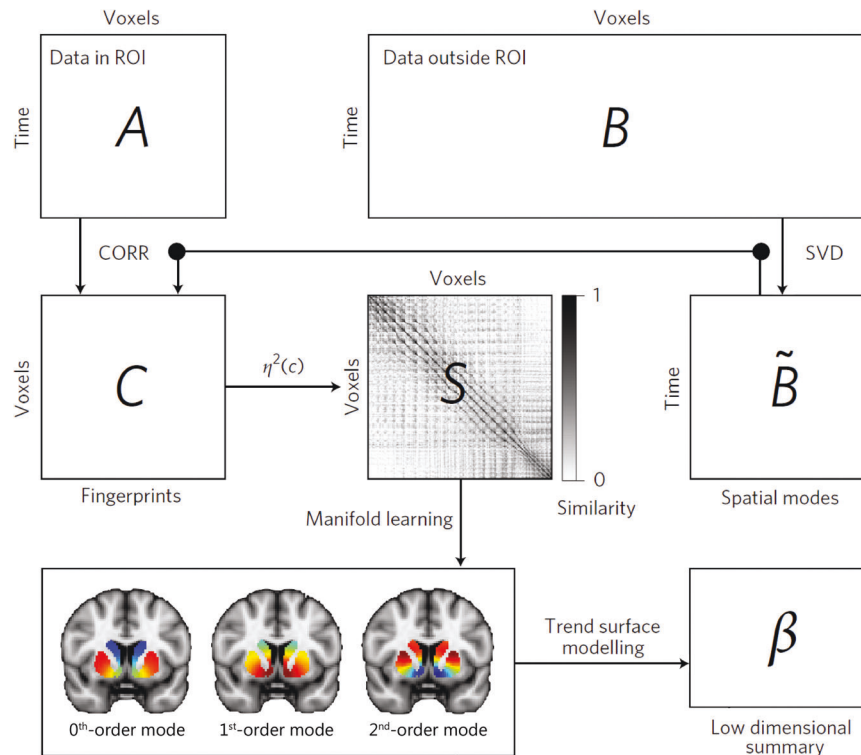 Voxels
Voxels
Data in ROI
Data outside ROI
Time
A
Time
B
CORR
SVD
Voxels
Voxels
C
η²(c)
Voxels
S
1
0
Time
B̃
Fingerprints
Similarity
Spatial modes
Manifold learning
0th-order mode
1st-order mode
2nd-order mode
Trend surface
modelling
β
Low dimensional
summary